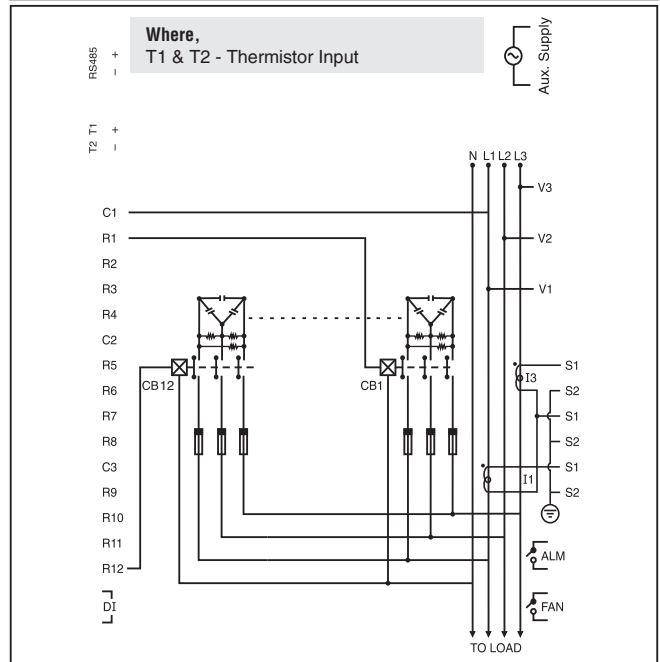 Where,
T1 & T2 - Thermistor Input
RS485 + –
Aux. Supply
T2 T1 + –
N L1 L2 L3
V3
C1
R1
V2
R2
R3
V1
R4
C2
R5
S1
CB12
CB1
I3
R6
S2
R7
S1
R8
S2
C3
S1
R9
I1
S2
R10
R11
ALM
R12
DI
FAN
TO LOAD